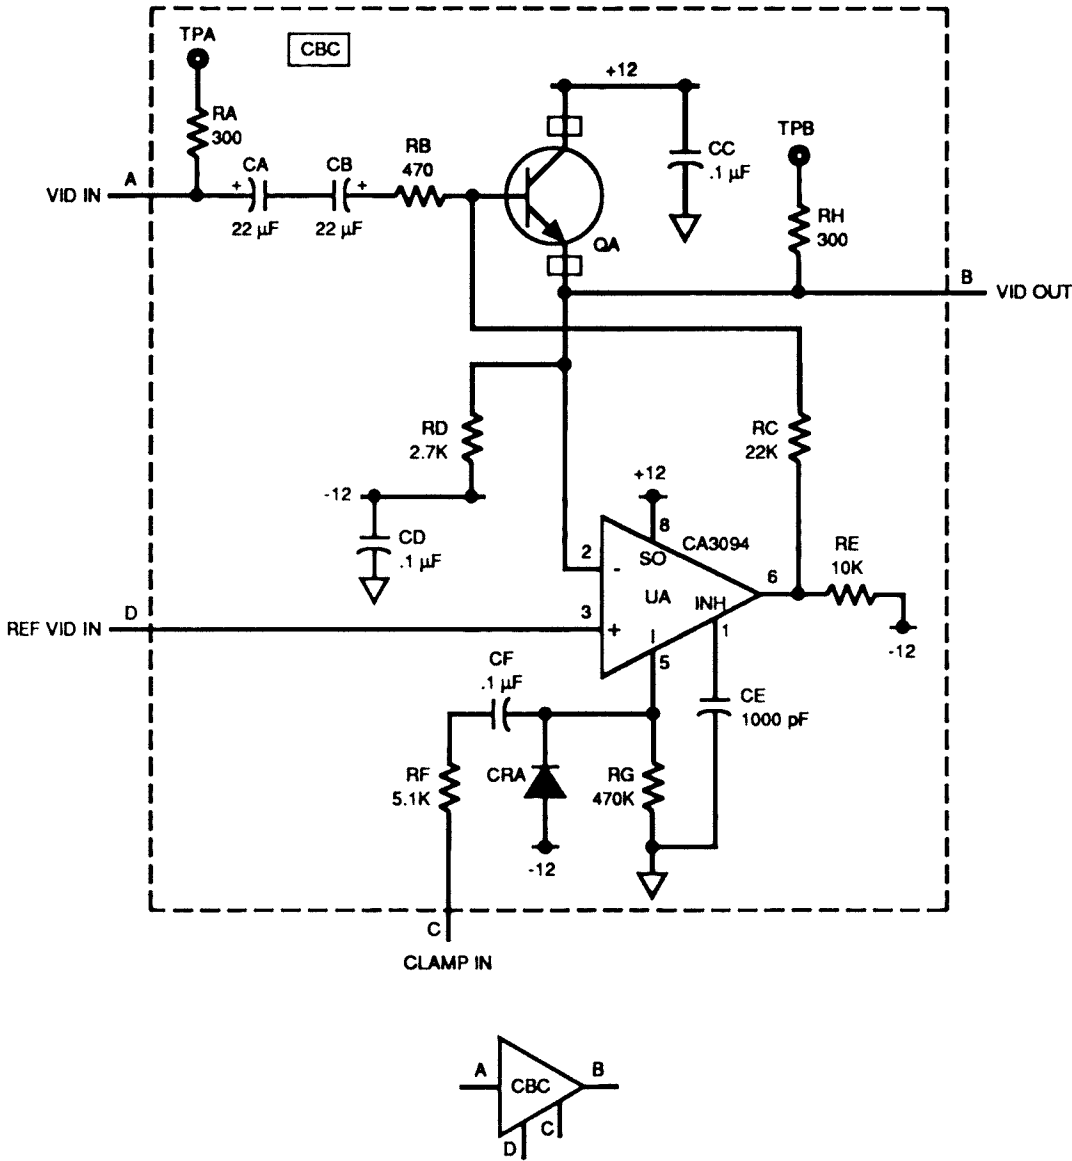 TPA
CBC
+12
RA
300
RB
470
TPB
CC
.1 µF
CA
CB
VID IN
A
+
+
22 µF
22 µF
RH
300
QA
B
VID OUT
RD
2.7K
RC
22K
+12
-12
8
CA3094
CD
.1 µF
SO
RE
10K
2
-
6
UA
INH
D
3
REF VID IN
+
I
1
-12
5
CF
.1 µF
CE
1000 pF
RF
5.1K
CRA
RG
470K
-12
C
CLAMP IN
A
B
CBC
C
D